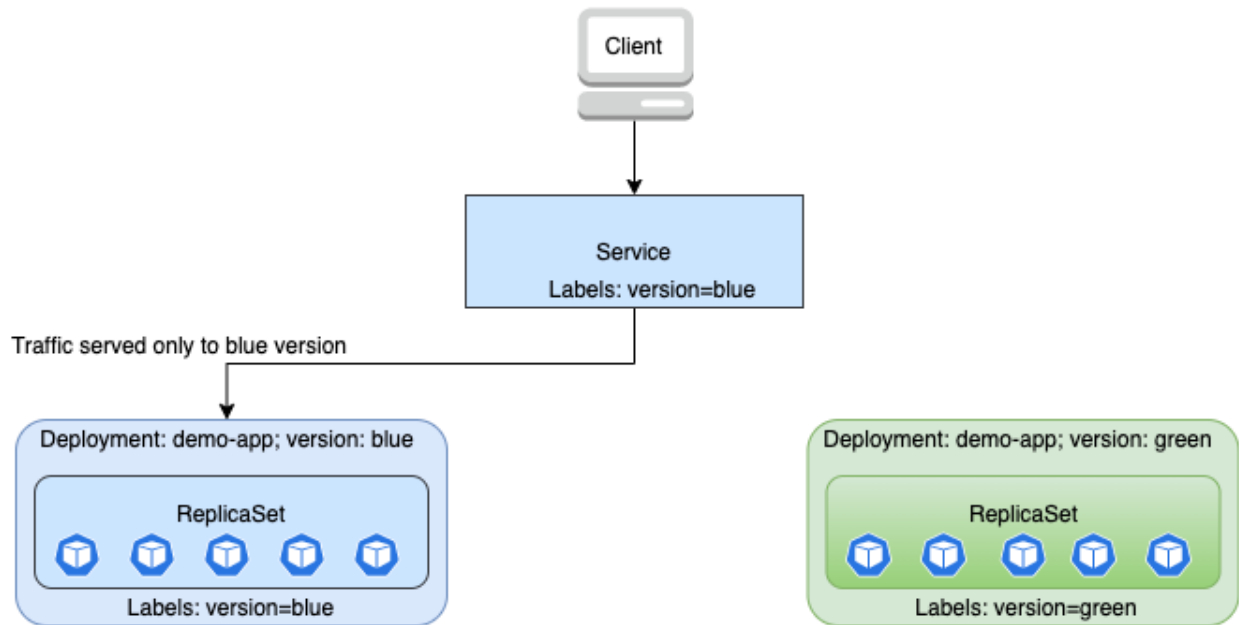 Client
Service
Labels: version=blue
Traffic served only to blue version
Deployment: demo-app; version: blue
ReplicaSet
Labels: version=blue
Deployment: demo-app; version: green
ReplicaSet
Labels: version=green